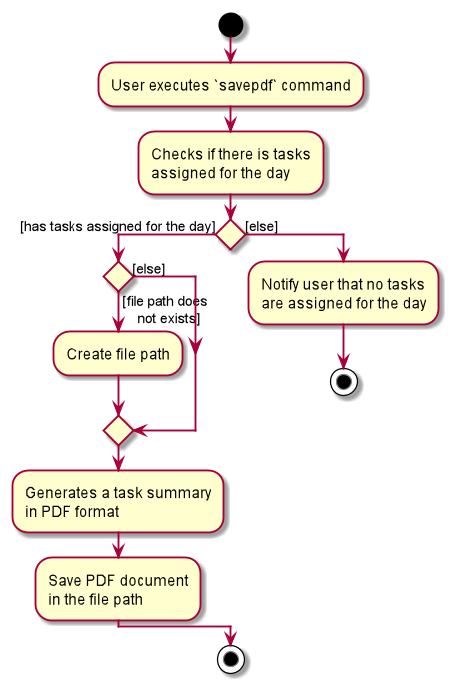 User executes `savepdf` command
Checks if there is tasks
assigned for the day
[has tasks assigned for the day]
[else]
[else]
[file path does
not exists]
Create file path
Notify user that no tasks
are assigned for the day
Generates a task summary
in PDF format
Save PDF document
in the file path